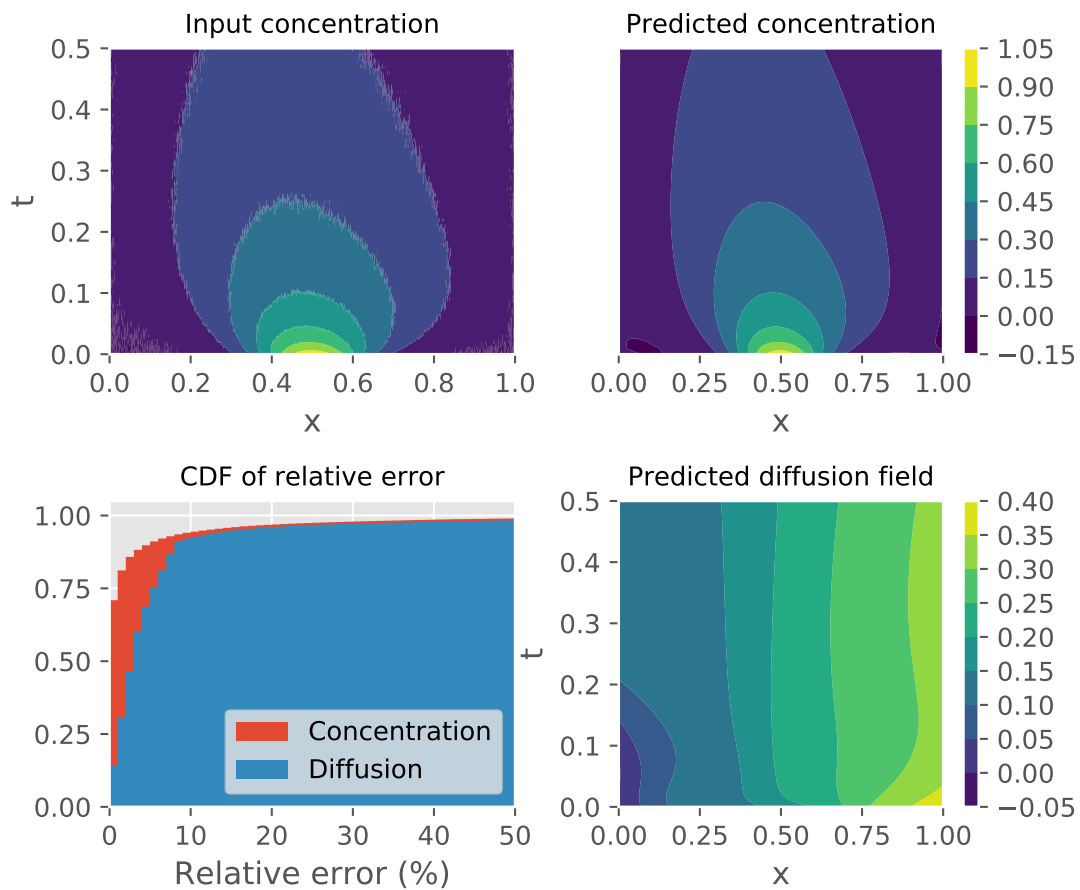 Input concentration
0.5
0.4
0.3
0.2
0.1
0.0
t
0.0 0.2 0.4 0.6 0.8 1.0
x
Predicted concentration
0.00 0.25 0.50 0.75 1.00
x
1.05
0.90
0.75
0.60
0.45
0.30
0.15
0.00
−0.15
CDF of relative error
1.00
0.75
0.50
0.25
0.00
Concentration
Diffusion
0 10 20 30 40 50
Relative error (%)
Predicted diffusion field
0.5
0.4
0.3
0.2
0.1
0.0
t
0.00 0.25 0.50 0.75 1.00
x
0.40
0.35
0.30
0.25
0.20
0.15
0.10
0.05
0.00
−0.05